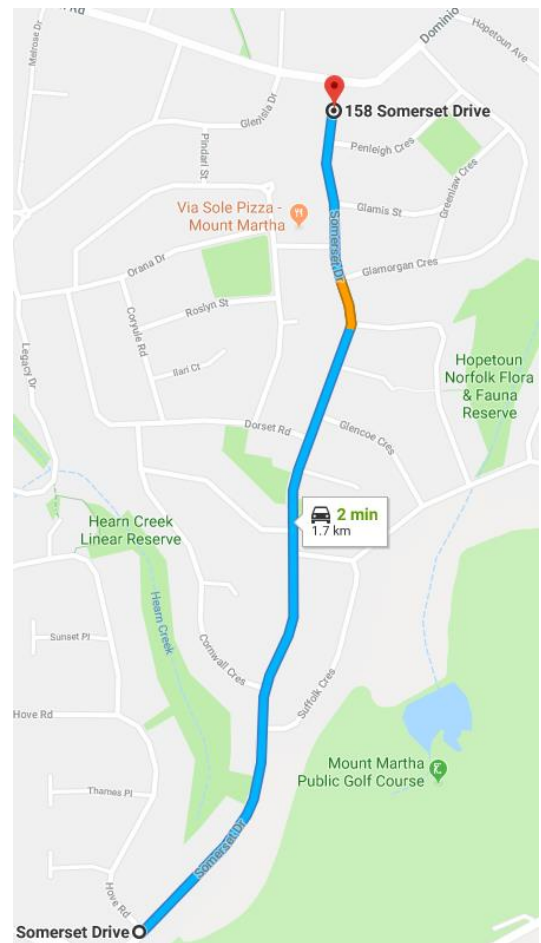 Rd
Melrose Dr
Dominio
Hopetoun Ave
158 Somerset Drive
Glenisla Dr
Penleigh Cres
Pindari St
Greenlaw Cres
Via Sole Pizza -
Mount Martha
Glamis St
Somerset Dr
Orana Dr
Glamorgan Cres
Roslyn St
Coryule Rd
Legacy Dr
Ilari Ct
Hopetoun
Norfolk Flora
& Fauna
Reserve
Dorset Rd
Glencoe Cres
2 min
1.7 km
Hearn Creek
Linear Reserve
Hearn Creek
Sunset Pl
Cornwall Cres
Suffolk Cres
Hove Rd
Mount Martha
Public Golf Course
Thames Pl
Somerset Dr
Hove Rd
Somerset Drive